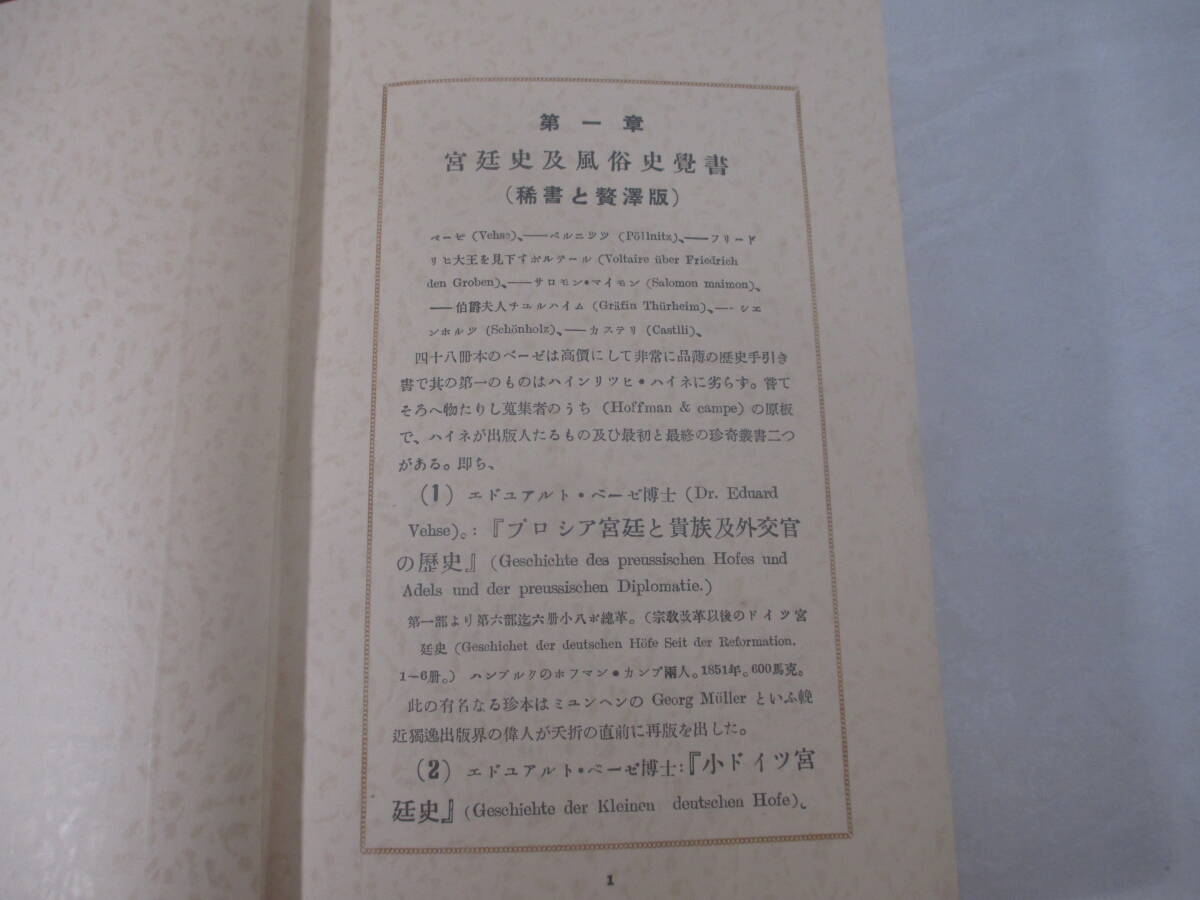 第一章
宮廷史及風俗史覺書
(稀書と贅澤版)
ベーゼ (Vehse)、──ペルニツツ (Pöllnitz)、──フリード
リヒ大王を見下すボルテール (Voltaire über Friedrich
den Groben)、──サロモン•マイモン (Salomon maimon)、
──伯爵夫人チユルハイム (Gräfin Thürheim)、──シエ
ンホルツ (Schönholz)、──カステリ (Castlli)、
四十八冊本のベーゼは高價にして非常に品薄の歷史手引き
書で其の第一のものはハインリツヒ•ハイネに劣らす。嘗て
そろへ物たりし蒐集者のうち (Hoffman & campe) の原板
で、ハイネが出版人たるもの及ひ最初と最終の珍奇叢書二つ
がある。即ち、
(1) エドユアルト•ベーゼ博士 (Dr. Eduard
Vehse)。:『プロシア宮廷と貴族及外交官
の歷史』(Geschichte des preussischen Hofes und
Adels und der preussischen Diplomatie.)
第一部より第六部迄六册小八ポ總革。(宗敎改革以後のドイツ宮
廷史 (Geschichet der deutschen Höfe Seit der Reformation.
1—6册。) ハンブルクのホフマン•カンプ兩人。1851年。600馬克。
此の有名なる珍本はミユンヘンの Georg Müller といふ輓
近獨逸出版界の偉人が夭折の直前に再版を出した。
(2) エドユアルト•ベーゼ博士:『小ドイツ宮
廷史』(Geschiehte der Kleinen deutschen Hofe)、
1